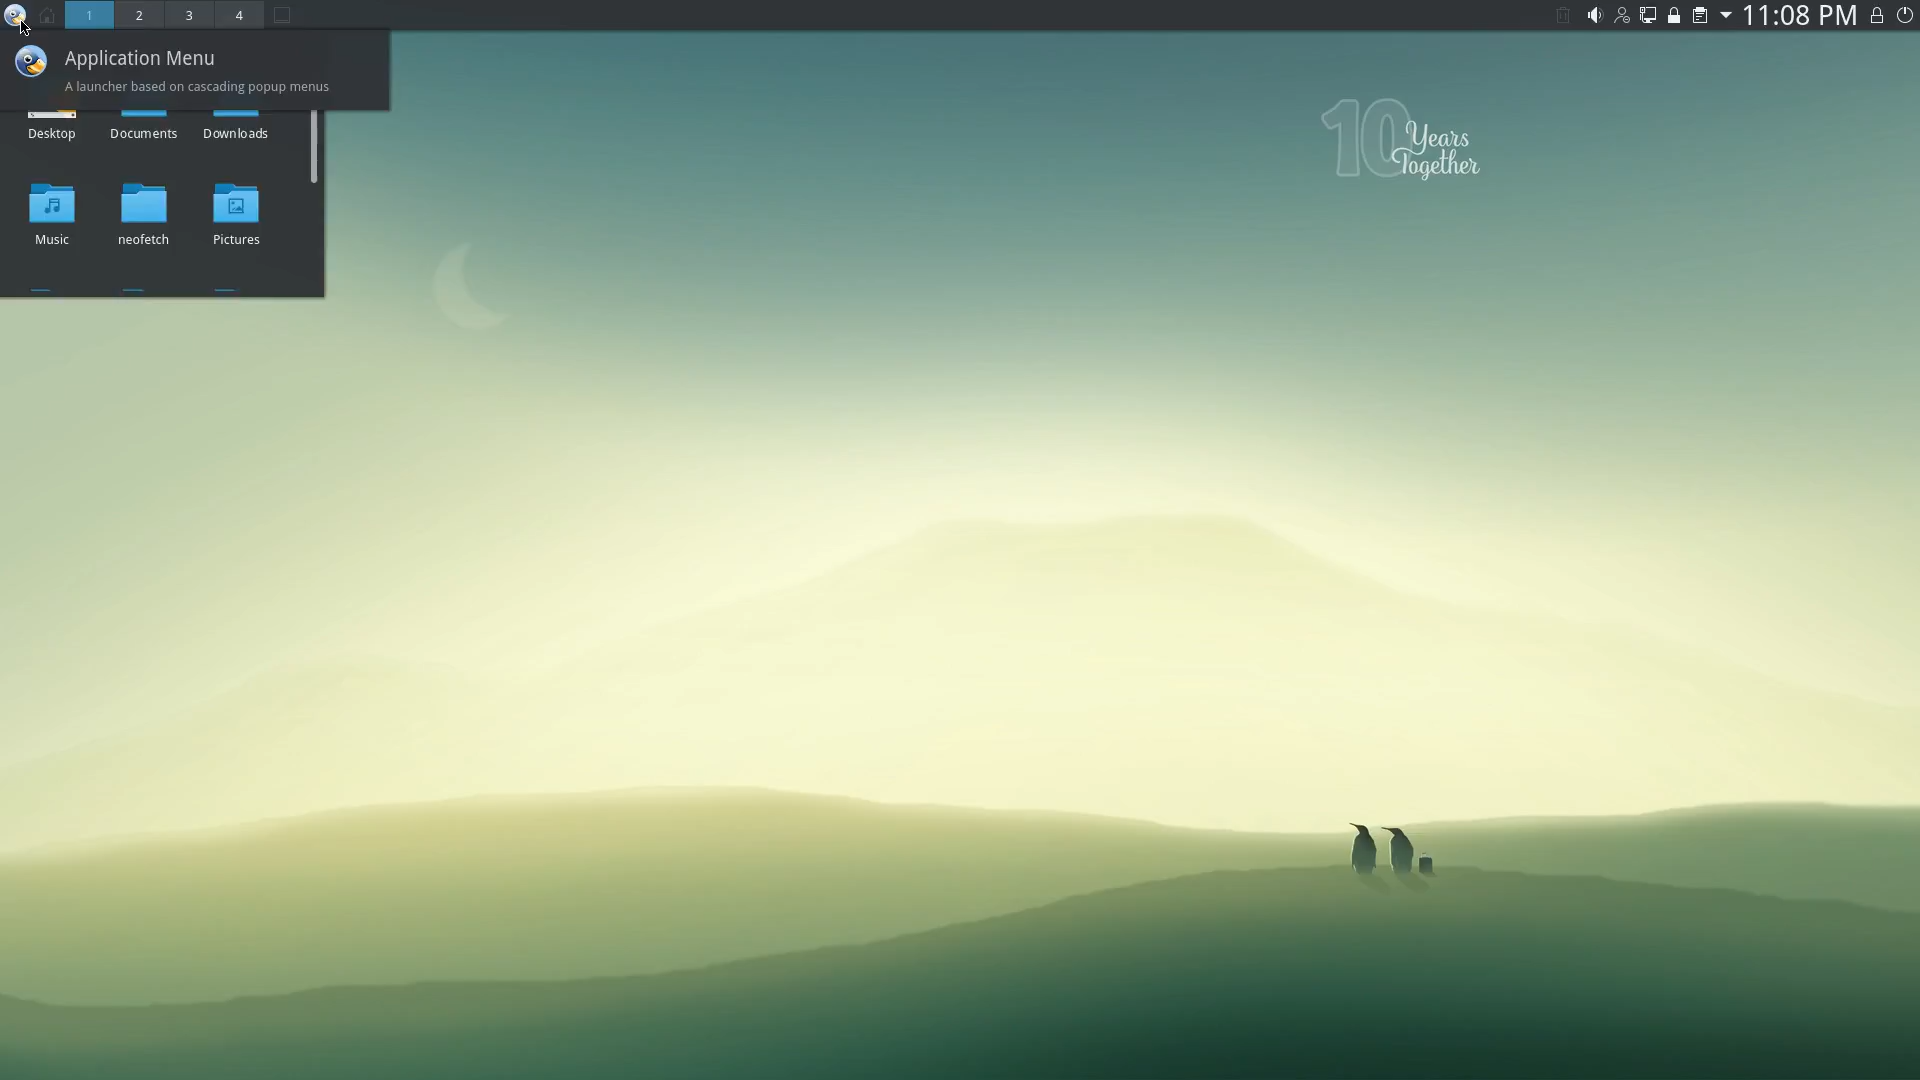 1 2 3 4 11:08 PM
Application Menu
A launcher based on cascading popup menus
Desktop Documents Downloads
10 Years
Together
Music neofetch Pictures